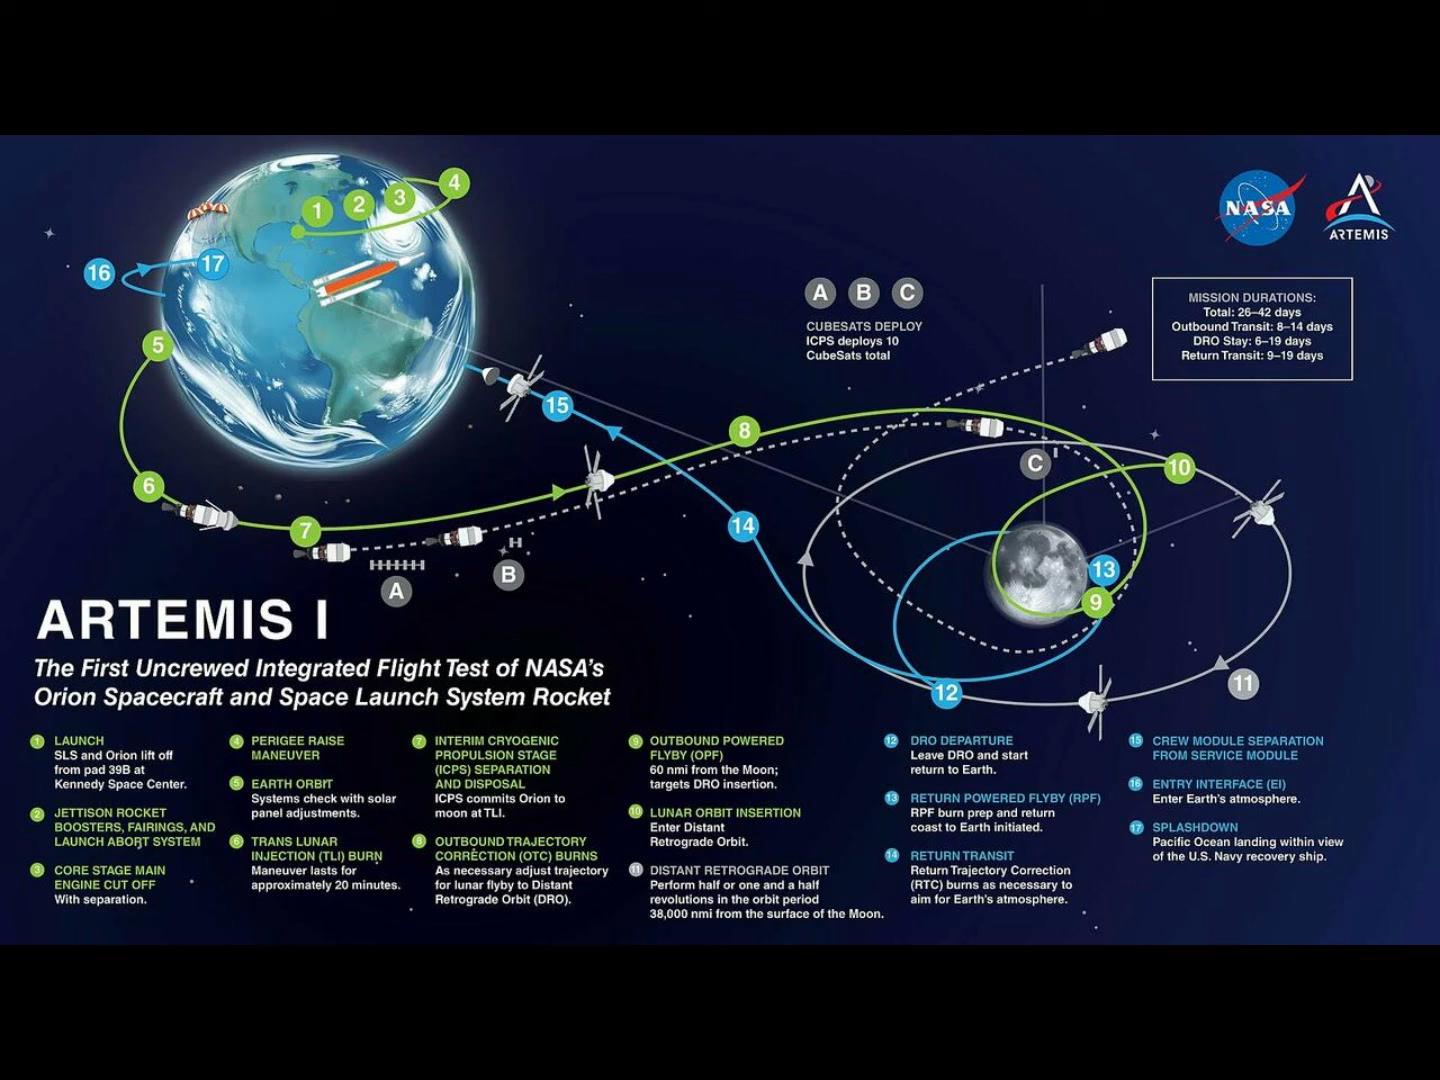 1
2
3
4
5
6
7
8
9
10
11
12
13
14
15
16
17
A
B
C
NASA
ARTEMIS
A B C
CUBESATS DEPLOY
ICPS deploys 10
CubeSats total
MISSION DURATIONS:
Total: 26–42 days
Outbound Transit: 8–14 days
DRO Stay: 6–19 days
Return Transit: 9–19 days
ARTEMIS I
The First Uncrewed Integrated Flight Test of NASA's
Orion Spacecraft and Space Launch System Rocket
1 LAUNCH
SLS and Orion lift off
from pad 39B at
Kennedy Space Center.
2 JETTISON ROCKET
BOOSTERS, FAIRINGS, AND
LAUNCH ABORT SYSTEM
3 CORE STAGE MAIN
ENGINE CUT OFF
With separation.
4 PERIGEE RAISE
MANEUVER
5 EARTH ORBIT
Systems check with solar
panel adjustments.
6 TRANS LUNAR
INJECTION (TLI) BURN
Maneuver lasts for
approximately 20 minutes.
7 INTERIM CRYOGENIC
PROPULSION STAGE
(ICPS) SEPARATION
AND DISPOSAL
ICPS commits Orion to
moon at TLI.
8 OUTBOUND TRAJECTORY
CORRECTION (OTC) BURNS
As necessary adjust trajectory
for lunar flyby to Distant
Retrograde Orbit (DRO).
9 OUTBOUND POWERED
FLYBY (OPF)
60 nmi from the Moon;
targets DRO insertion.
10 LUNAR ORBIT INSERTION
Enter Distant
Retrograde Orbit.
11 DISTANT RETROGRADE ORBIT
Perform half or one and a half
revolutions in the orbit period
38,000 nmi from the surface of the Moon.
12 DRO DEPARTURE
Leave DRO and start
return to Earth.
13 RETURN POWERED FLYBY (RPF)
RPF burn prep and return
coast to Earth initiated.
14 RETURN TRANSIT
Return Trajectory Correction
(RTC) burns as necessary to
aim for Earth's atmosphere.
15 CREW MODULE SEPARATION
FROM SERVICE MODULE
16 ENTRY INTERFACE (EI)
Enter Earth's atmosphere.
17 SPLASHDOWN
Pacific Ocean landing within view
of the U.S. Navy recovery ship.